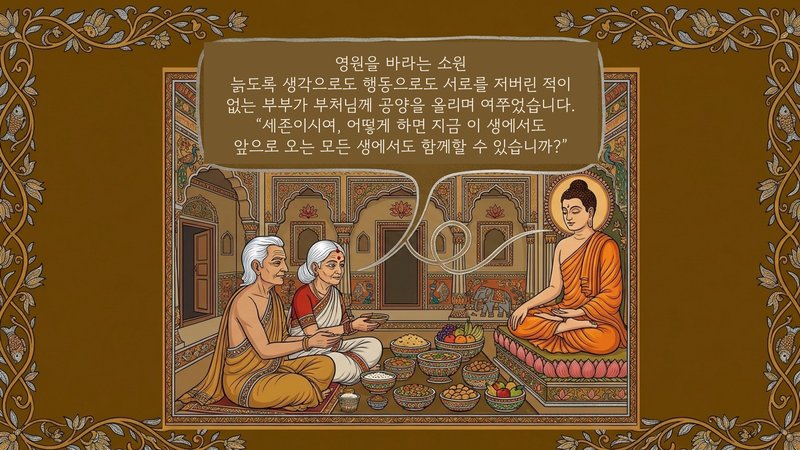 영원을 바라는 소원
늙도록 생각으로도 행동으로도 서로를 저버린 적이
없는 부부가 부처님께 공양을 올리며 여쭈었습니다.
“세존이시여, 어떻게 하면 지금 이 생에서도
앞으로 오는 모든 생에서도 함께할 수 있습니까?”